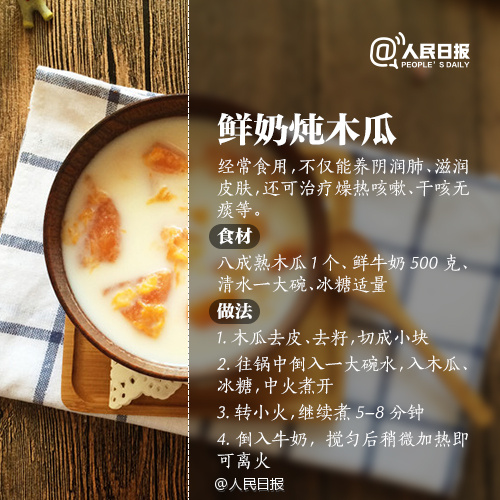 @人民日报
PEOPLE'S DAILY
鲜奶炖木瓜
经常食用,不仅能养阴润肺、滋润
皮肤,还可治疗燥热咳嗽、干咳无
痰等。
食材
八成熟木瓜1个、鲜牛奶500克、
清水一大碗、冰糖适量
做法
1. 木瓜去皮、去籽,切成小块
2. 往锅中倒入一大碗水,入木瓜、
冰糖,中火煮开
3. 转小火,继续煮5-8分钟
4. 倒入牛奶，搅匀后稍微加热即
可离火
@人民日报